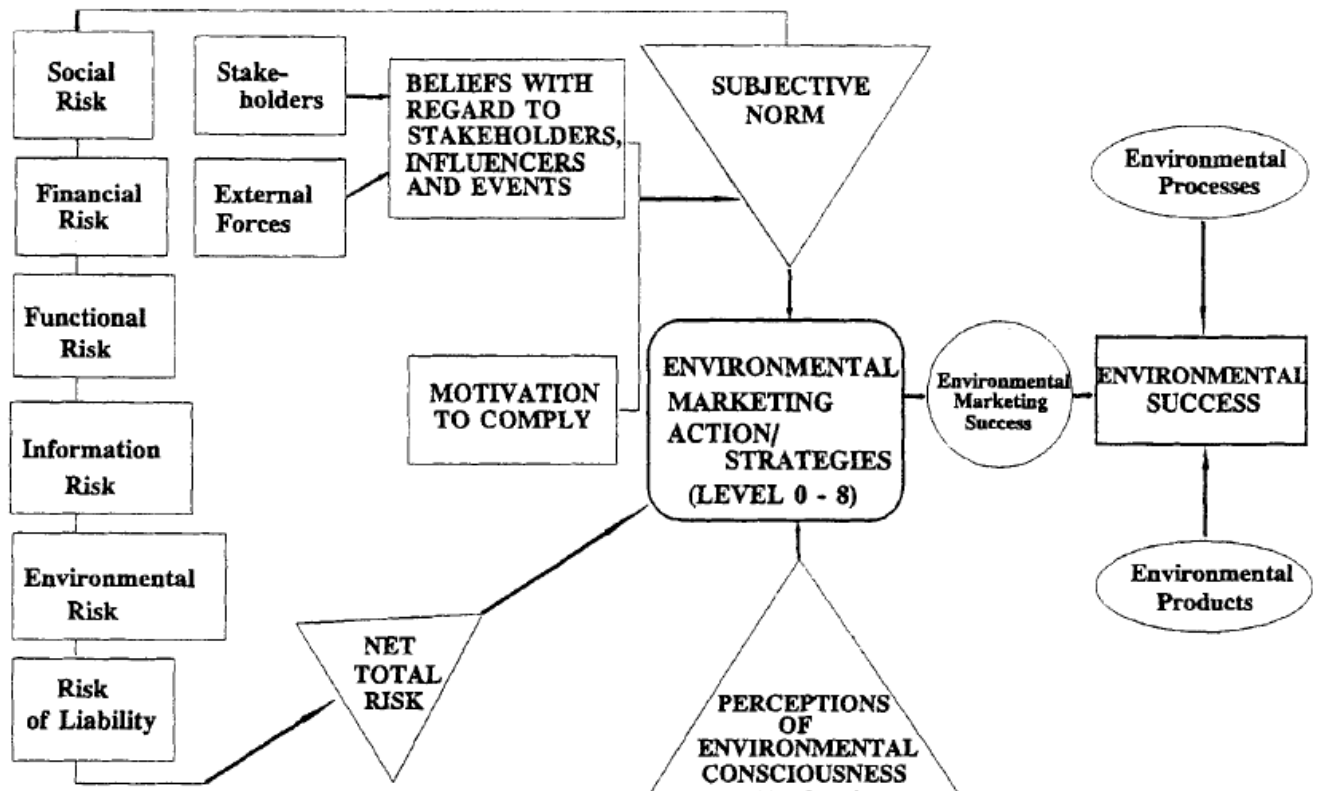 Social
Risk
Financial
Risk
Functional
Risk
Information
Risk
Environmental
Risk
Risk
of Liability
Stake-
holders
External
Forces
BELIEFS WITH
REGARD TO
STAKEHOLDERS,
INFLUENCERS
AND EVENTS
MOTIVATION
TO COMPLY
NET
TOTAL
RISK
SUBJECTIVE
NORM
ENVIRONMENTAL
MARKETING
ACTION/
STRATEGIES
(LEVEL 0 - 8)
PERCEPTIONS
OF
ENVIRONMENTAL
CONSCIOUSNESS
Environmental
Marketing
Success
Environmental
Processes
ENVIRONMENTAL
SUCCESS
Environmental
Products